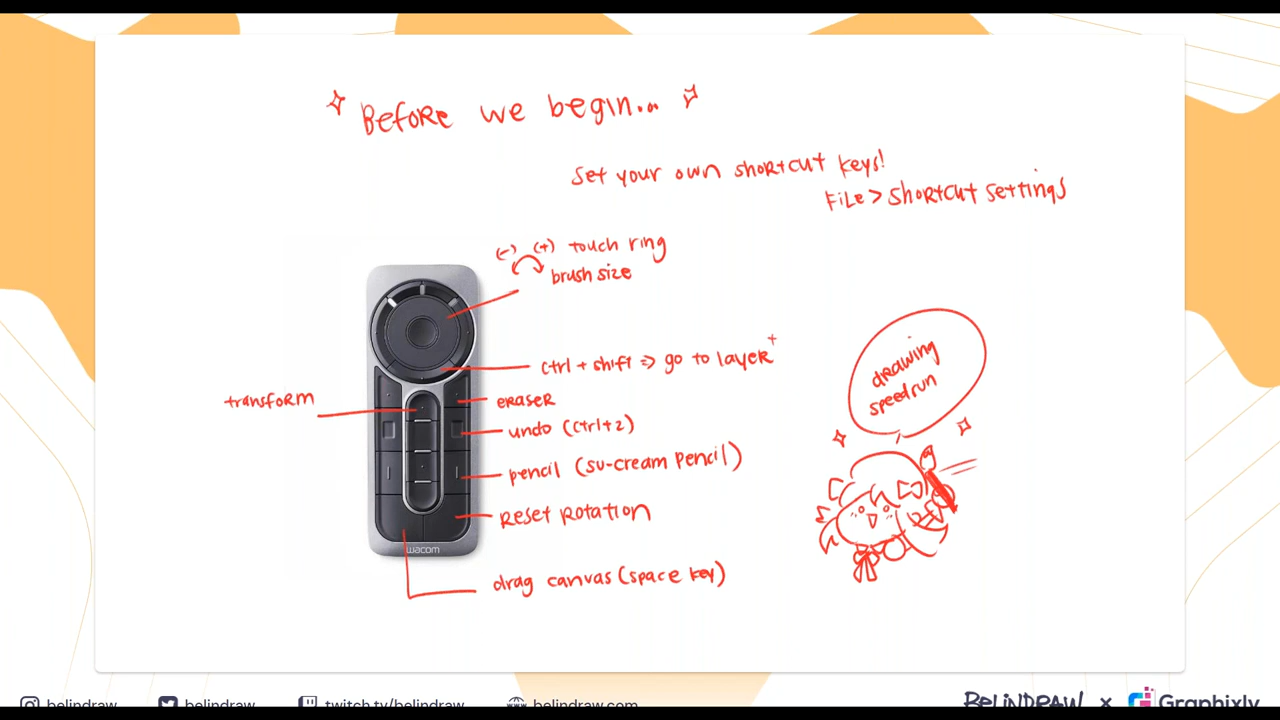 Before we begin...
Set your own shortcut keys!
File > Shortcut settings
(-) (+) touch ring
brush size
ctrl + shift => go to layer+
transform
eraser
undo (ctrl+z)
pencil (su-cream pencil)
reset rotation
wacom
drag canvas (space key)
drawing
speedrun
belindraw
belindraw
twitch.tv/belindraw
belindraw.com
BELINDRAW × Graphixly